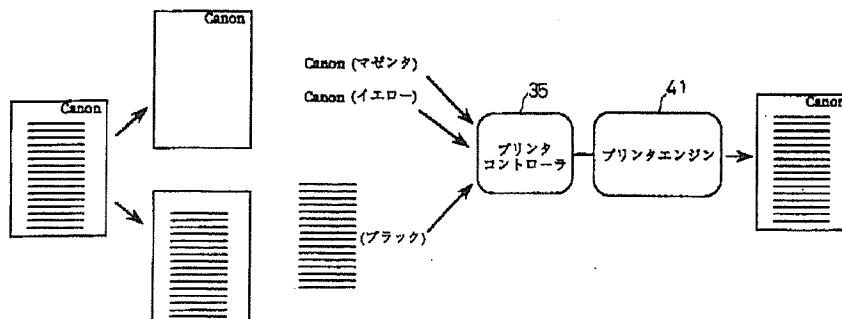 Canon
Canon
Canon (マゼンタ)
Canon (イエロー)
(ブラック)
35
プリンタ
コントローラ
41
プリンタエンジン
Canon